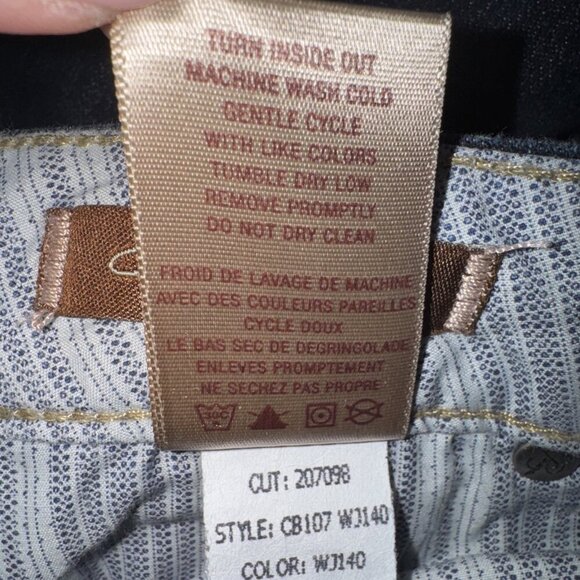 TURN INSIDE OUT
MACHINE WASH COLD
GENTLE CYCLE
WITH LIKE COLORS
TUMBLE DRY LOW
REMOVE PROMPTLY
DO NOT DRY CLEAN
FROID DE LAVAGE DE MACHINE
AVEC DES COULEURS PAREILLES
CYCLE DOUX
LE BAS SEC DE DEGRINGOLADE
ENLEVES PROMPTEMENT
NE SECHEZ PAS PROPRE
CUT: 207098
STYLE: CB107 WJ140
COLOR: WJ140